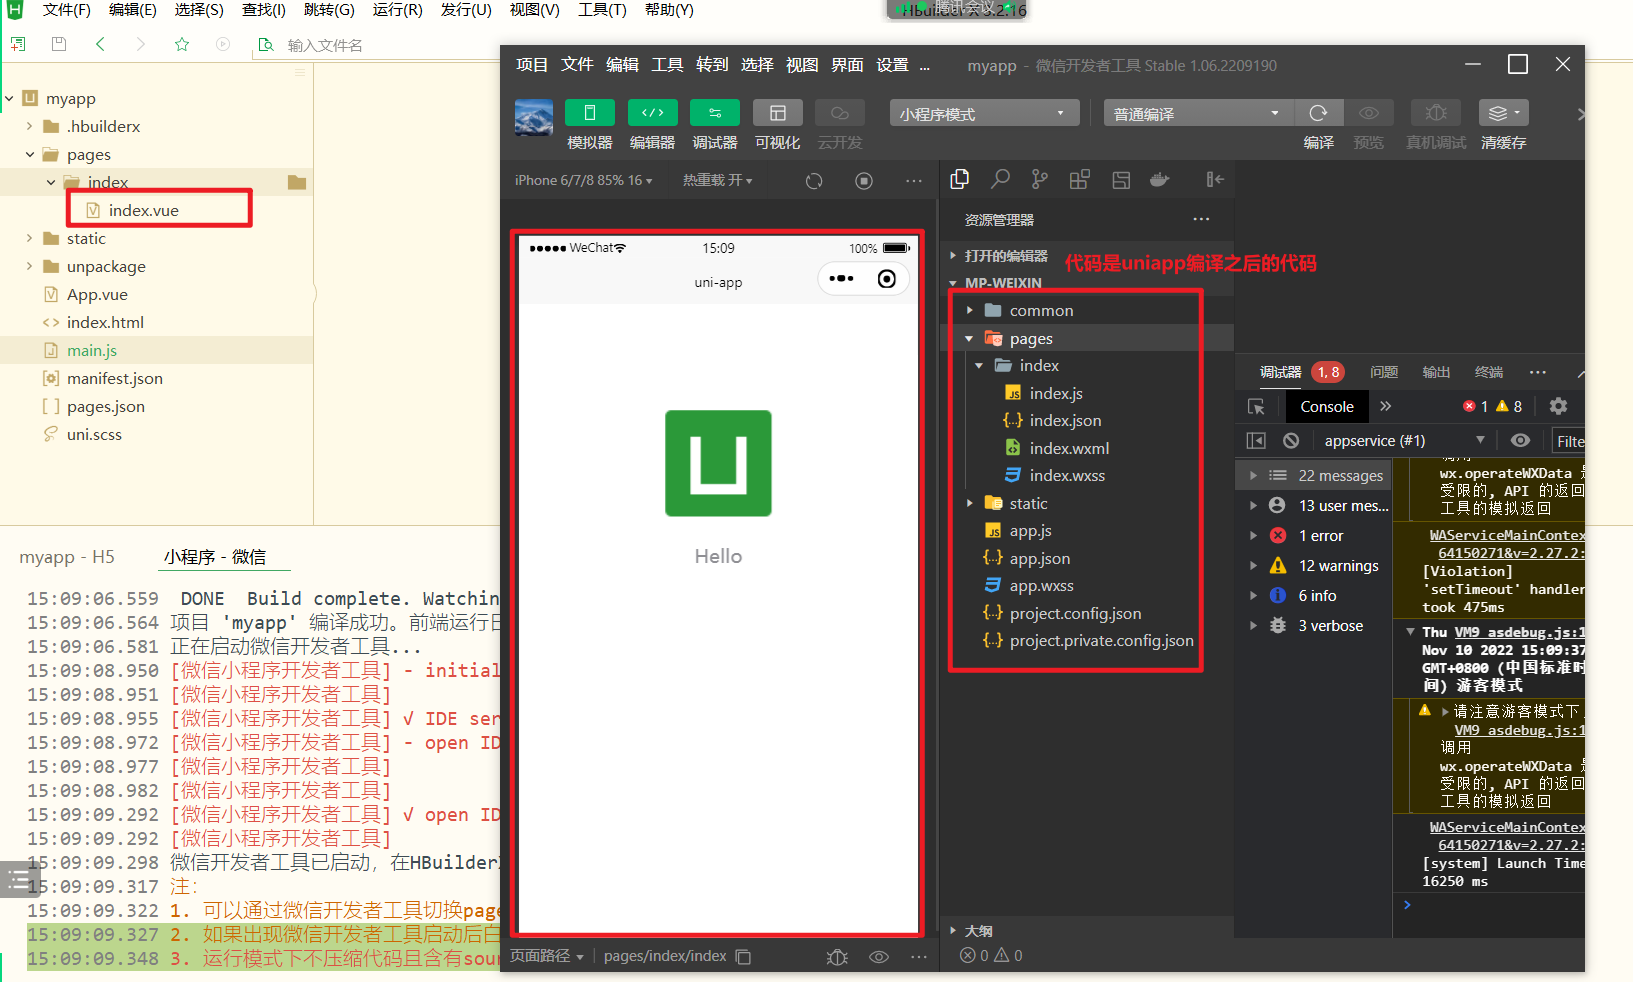 文件(F) 编辑(E) 选择(S) 查找(I) 跳转(G) 运行(R) 发行(U) 视图(V) 工具(T) 帮助(Y)
HBuilder X 3.2.16
腾讯会议
输入文件名
myapp
.hbuilderx
pages
index
index.vue
static
unpackage
App.vue
index.html
main.js
manifest.json
pages.json
uni.scss
项目 文件 编辑 工具 转到 选择 视图 界面 设置 ...
myapp - 微信开发者工具 Stable 1.06.2209190
模拟器 编辑器 调试器 可视化 云开发
小程序模式
普通编译
编译 预览 真机调试 清缓存
iPhone 6/7/8 85% 16
热重载 开
WeChat 15:09 100%
uni-app
Hello
页面路径 pages/index/index
资源管理器
打开的编辑器
代码是uniapp编译之后的代码
MP-WEIXIN
common
pages
index
index.js
index.json
index.wxml
index.wxss
static
app.js
app.json
app.wxss
project.config.json
project.private.config.json
大纲
0 0
调试器 1, 8 问题 输出 终端
Console 1 8
appservice (#1) Filte
22 messages
13 user mes...
1 error
12 warnings
6 info
3 verbose
调用
wx.operateWXData
受限的, API 的返回
工具的模拟返回
WAServiceMainContex
64150271&v=2.27.2:
[Violation]
'setTimeout' handler
took 475ms
Thu VM9 asdebug.js:1
Nov 10 2022 15:09:37
GMT+0800 (中国标准时
间) 游客模式
请注意游客模式下
VM9 asdebug.js:1
调用
wx.operateWXData
受限的, API 的返回
工具的模拟返回
WAServiceMainContex
64150271&v=2.27.2:
[system] Launch Time
16250 ms
myapp - H5 小程序 - 微信
15:09:06.559 DONE Build complete. Watchin
15:09:06.564 项目 'myapp' 编译成功。前端运行日
15:09:06.581 正在启动微信开发者工具...
15:09:08.950 [微信小程序开发者工具] - initial
15:09:08.951 [微信小程序开发者工具]
15:09:08.955 [微信小程序开发者工具] √ IDE ser
15:09:08.972 [微信小程序开发者工具] - open ID
15:09:08.977 [微信小程序开发者工具]
15:09:08.982 [微信小程序开发者工具]
15:09:09.292 [微信小程序开发者工具] √ open ID
15:09:09.292 [微信小程序开发者工具]
15:09:09.298 微信开发者工具已启动，在HBuilder
15:09:09.317 注：
15:09:09.322 1. 可以通过微信开发者工具切换page
15:09:09.327 2. 如果出现微信开发者工具启动后白
15:09:09.348 3. 运行模式下不压缩代码且含有sour